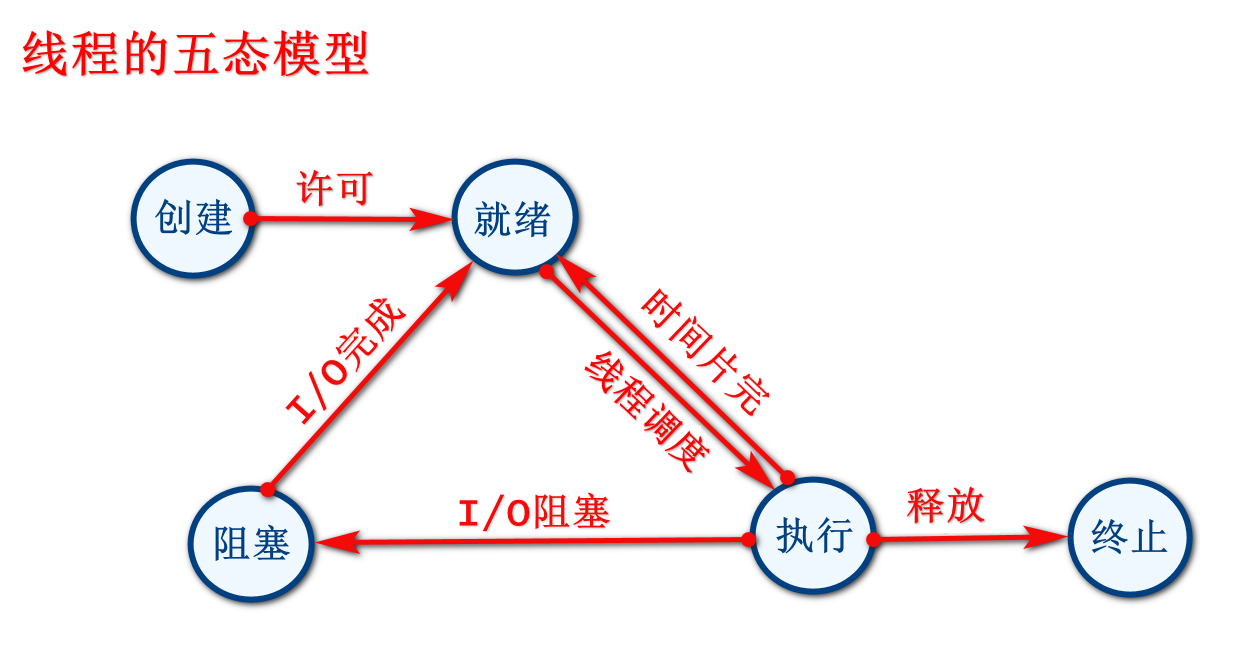 线程的五态模型
创建
许可
就绪
I/O完成
时间片完
线程调度
阻塞
I/O阻塞
执行
释放
终止